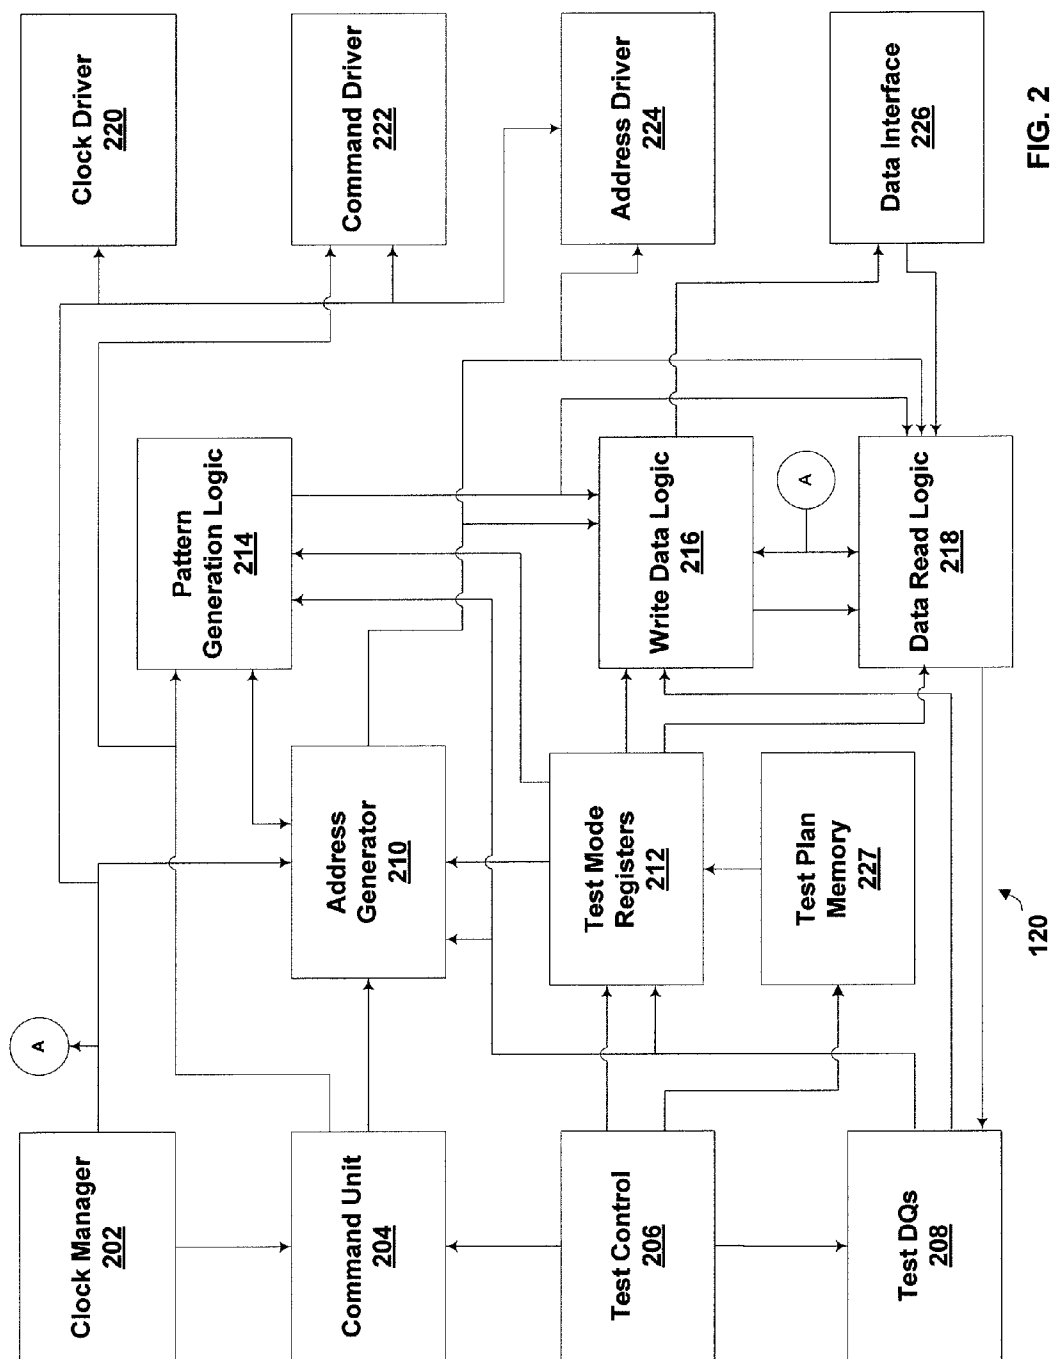 Clock Manager
202
Command Unit
204
Test Control
206
Test DQs
208
A
Address
Generator
210
Test Mode
Registers
212
Test Plan
Memory
227
Pattern
Generation Logic
214
Write Data Logic
216
A
Data Read Logic
218
Clock Driver
220
Command Driver
222
Address Driver
224
Data Interface
226
120
FIG. 2